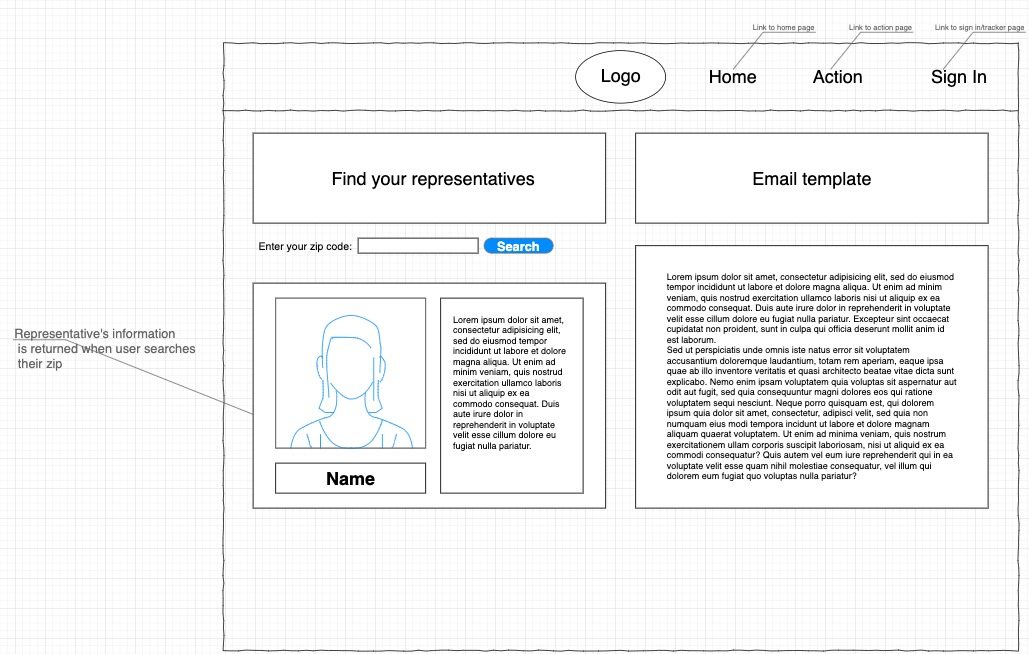 Link to home page
Link to action page
Link to sign in/tracker page
Logo
Home
Action
Sign In
Find your representatives
Email template
Enter your zip code:
Search
Representative's information
is returned when user searches
their zip
Lorem ipsum dolor sit amet,
consectetur adipisicing elit,
sed do eiusmod tempor
incididunt ut labore et dolore
magna aliqua. Ut enim ad
minim veniam, quis nostrud
exercitation ullamco laboris
nisi ut aliquip ex ea
commodo consequat. Duis
aute irure dolor in
reprehenderit in voluptate
velit esse cillum dolore eu
fugiat nulla pariatur.
Name
Lorem ipsum dolor sit amet, consectetur adipisicing elit, sed do eiusmod
tempor incididunt ut labore et dolore magna aliqua. Ut enim ad minim
veniam, quis nostrud exercitation ullamco laboris nisi ut aliquip ex ea
commodo consequat. Duis aute irure dolor in reprehenderit in voluptate
velit esse cillum dolore eu fugiat nulla pariatur. Excepteur sint occaecat
cupidatat non proident, sunt in culpa qui officia deserunt mollit anim id
est laborum.
Sed ut perspiciatis unde omnis iste natus error sit voluptatem
accusantium doloremque laudantium, totam rem aperiam, eaque ipsa
quae ab illo inventore veritatis et quasi architecto beatae vitae dicta sunt
explicabo. Nemo enim ipsam voluptatem quia voluptas sit aspernatur aut
odit aut fugit, sed quia consequuntur magni dolores eos qui ratione
voluptatem sequi nesciunt. Neque porro quisquam est, qui dolorem
ipsum quia dolor sit amet, consectetur, adipisci velit, sed quia non
numquam eius modi tempora incidunt ut labore et dolore magnam
aliquam quaerat voluptatem. Ut enim ad minima veniam, quis nostrum
exercitationem ullam corporis suscipit laboriosam, nisi ut aliquid ex ea
commodi consequatur? Quis autem vel eum iure reprehenderit qui in ea
voluptate velit esse quam nihil molestiae consequatur, vel illum qui
dolorem eum fugiat quo voluptas nulla pariatur?